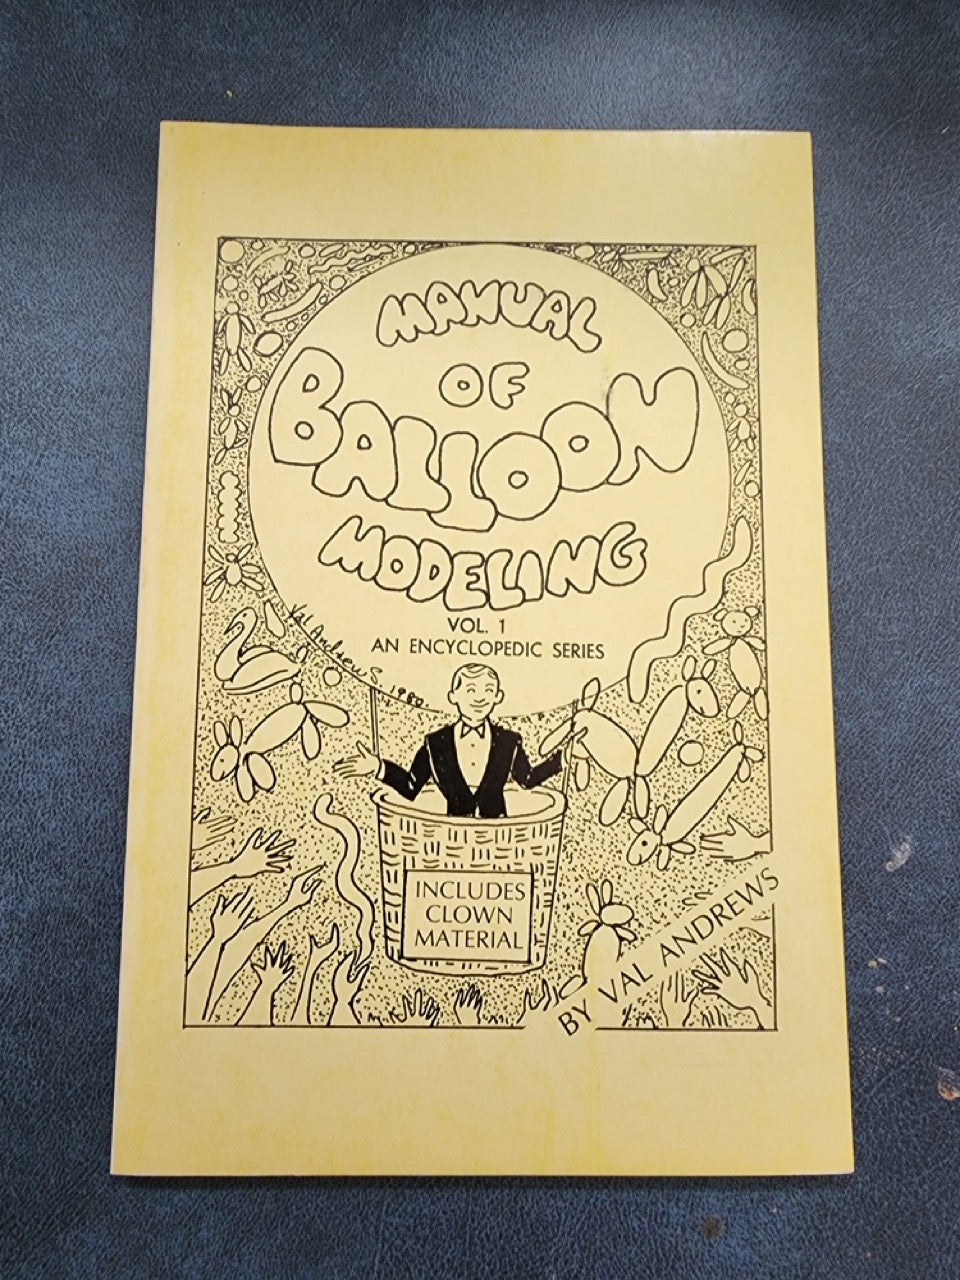 MANUAL
OF
BALLOON
MODELING
VOL. 1
AN ENCYCLOPEDIC SERIES
Val Andrews 1980.
INCLUDES
CLOWN
MATERIAL
BY VAL ANDREWS